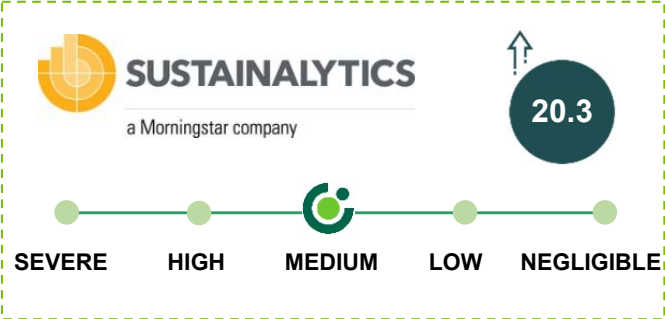 SUSTAINALYTICS
a Morningstar company
20.3
SEVERE HIGH MEDIUM LOW NEGLIGIBLE